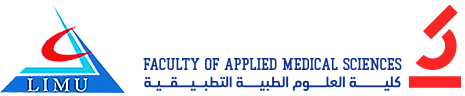 LIMU
FACULTY OF APPLIED MEDICAL SCIENCES
كلية العلوم الطبية التطبيقية